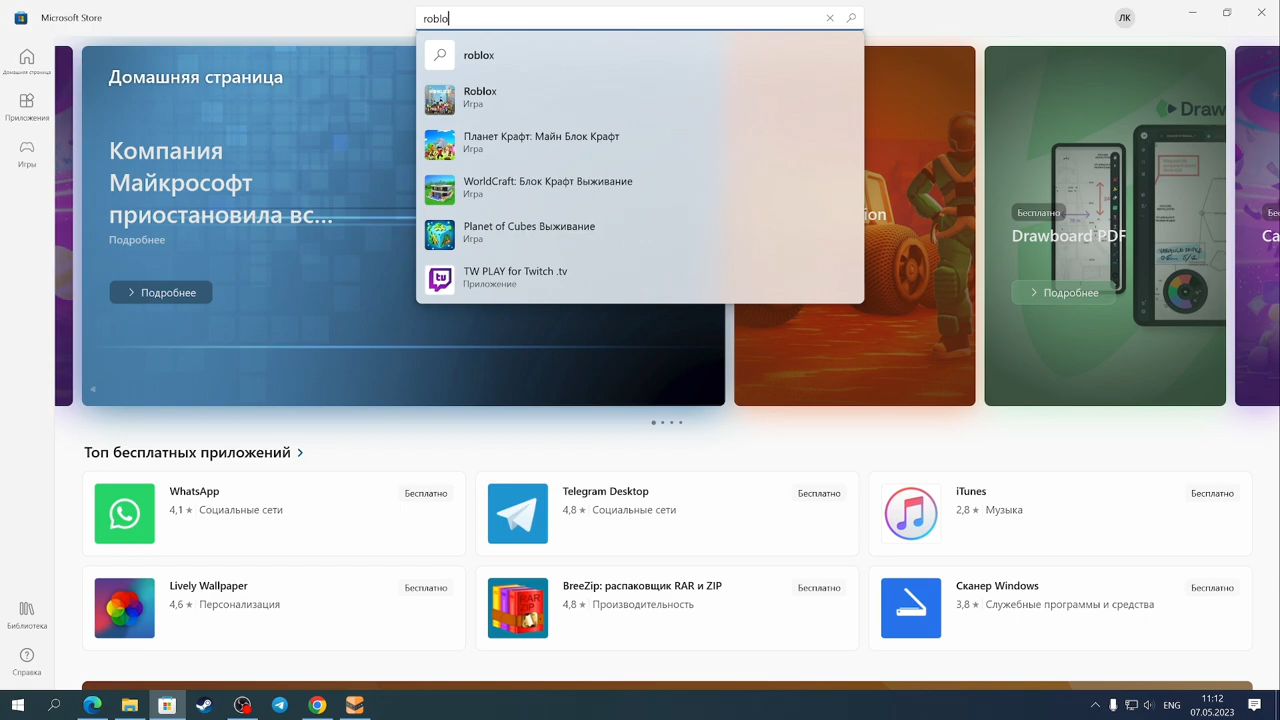 Microsoft Store
roblo
ЛК
roblox
Roblox
Игра
Планет Крафт: Майн Блок Крафт
Игра
WorldCraft: Блок Крафт Выживание
Игра
Planet of Cubes Выживание
Игра
TW PLAY for Twitch .tv
Приложение
Домашняя страница
Приложения
Игры
Библиотека
Справка
Домашняя страница
Компания
Майкрософт
приостановила вс...
Подробнее
Подробнее
Draw
Бесплатно
Drawboard PDF
Подробнее
Топ бесплатных приложений
WhatsApp
Бесплатно
4,1 ★ Социальные сети
Telegram Desktop
Бесплатно
4,8 ★ Социальные сети
iTunes
Бесплатно
2,8 ★ Музыка
Lively Wallpaper
Бесплатно
4,6 ★ Персонализация
BreeZip: распаковщик RAR и ZIP
Бесплатно
4,8 ★ Производительность
Сканер Windows
Бесплатно
3,8 ★ Служебные программы и средства
ENG
11:12
07.05.2023